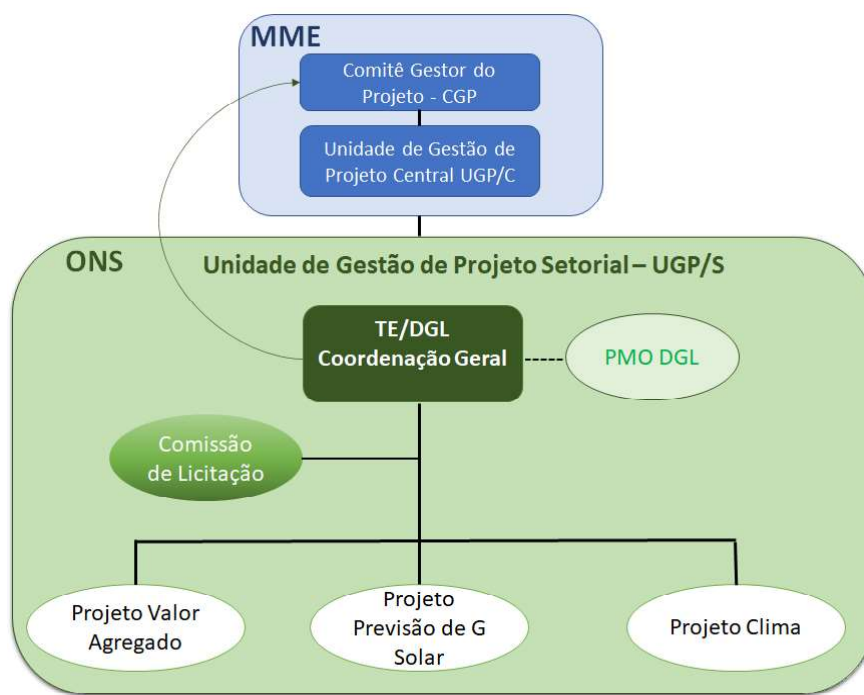 MME
Comitê Gestor do
Projeto - CGP
Unidade de Gestão de
Projeto Central UGP/C
ONS
Unidade de Gestão de Projeto Setorial – UGP/S
TE/DGL
Coordenação Geral
PMO DGL
Comissão
de Licitação
Projeto Valor
Agregado
Projeto
Previsão de G
Solar
Projeto Clima